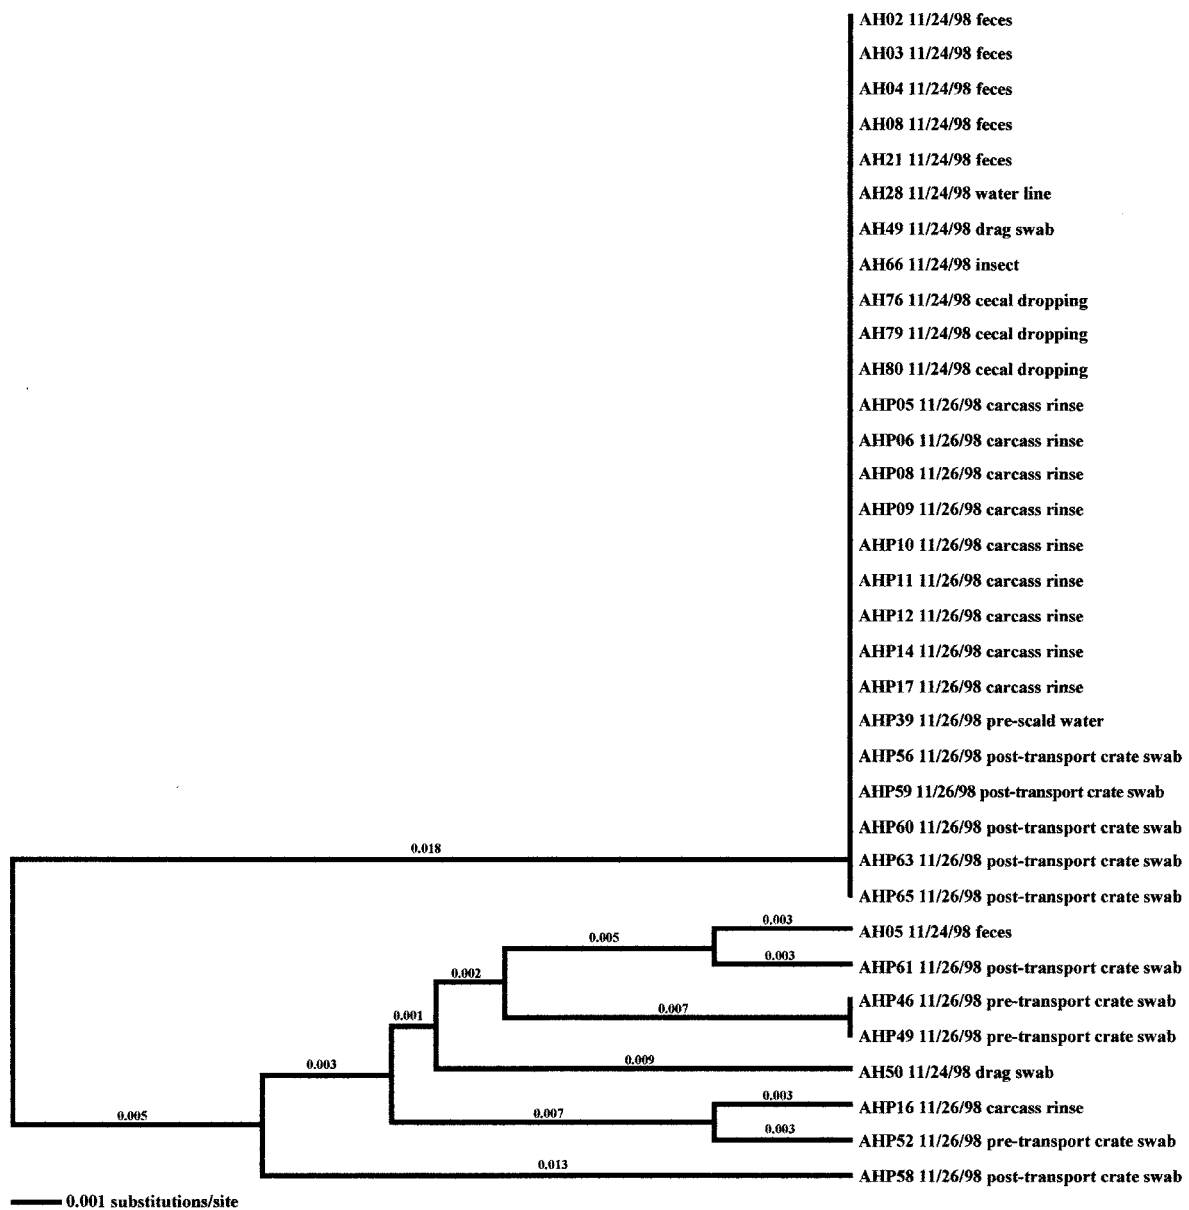 AH02 11/24/98 feces
AH03 11/24/98 feces
AH04 11/24/98 feces
AH08 11/24/98 feces
AH21 11/24/98 feces
AH28 11/24/98 water line
AH49 11/24/98 drag swab
AH66 11/24/98 insect
AH76 11/24/98 cecal dropping
AH79 11/24/98 cecal dropping
AH80 11/24/98 cecal dropping
AHP05 11/26/98 carcass rinse
AHP06 11/26/98 carcass rinse
AHP08 11/26/98 carcass rinse
AHP09 11/26/98 carcass rinse
AHP10 11/26/98 carcass rinse
AHP11 11/26/98 carcass rinse
AHP12 11/26/98 carcass rinse
AHP14 11/26/98 carcass rinse
AHP17 11/26/98 carcass rinse
AHP39 11/26/98 pre-scald water
AHP56 11/26/98 post-transport crate swab
AHP59 11/26/98 post-transport crate swab
AHP60 11/26/98 post-transport crate swab
0.018
AHP63 11/26/98 post-transport crate swab
AHP65 11/26/98 post-transport crate swab
0.003
AH05 11/24/98 feces
0.005
0.003
AHP61 11/26/98 post-transport crate swab
0.002
AHP46 11/26/98 pre-transport crate swab
0.007
0.001
AHP49 11/26/98 pre-transport crate swab
0.009
0.003
AH50 11/24/98 drag swab
0.003
AHP16 11/26/98 carcass rinse
0.007
0.005
0.003
AHP52 11/26/98 pre-transport crate swab
0.013
AHP58 11/26/98 post-transport crate swab
0.001 substitutions/site